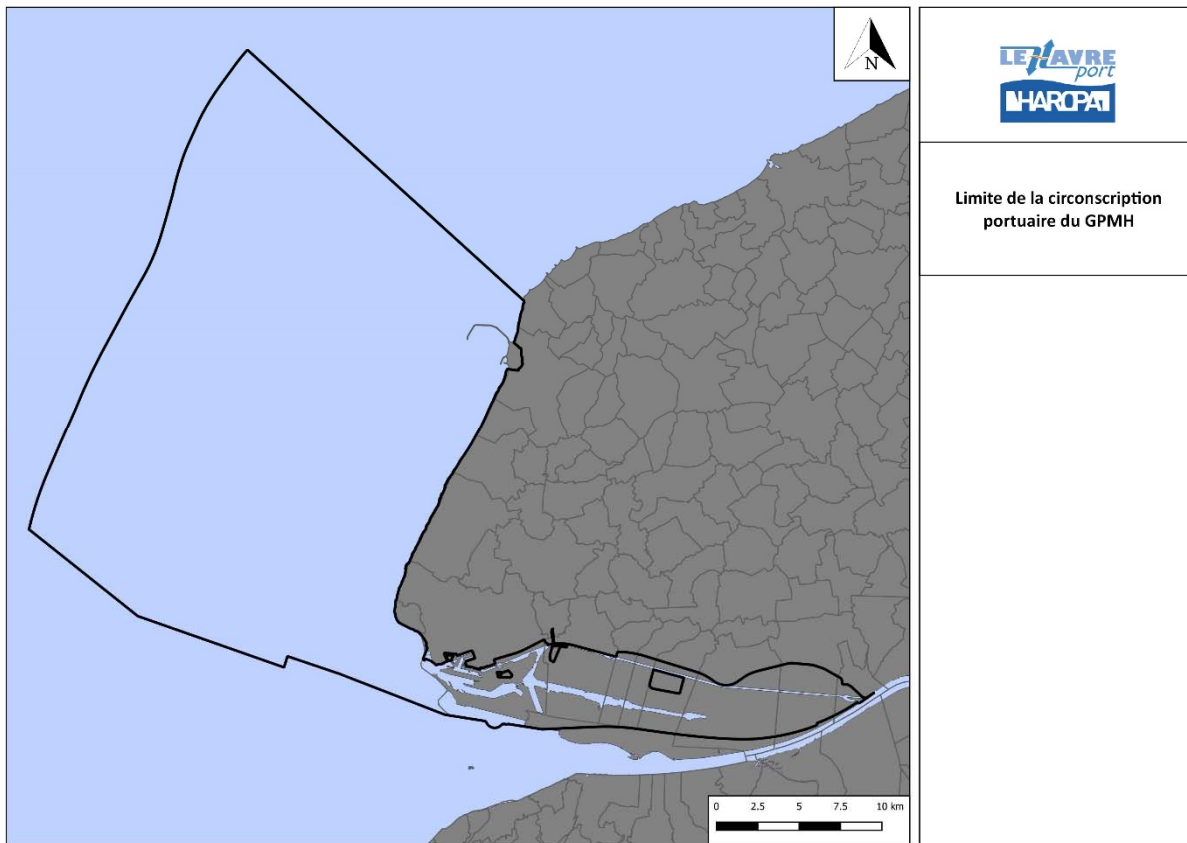 N
LE HAVRE
port
HAROPA
Limite de la circonscription
portuaire du GPMH
0 2.5 5 7.5 10 km